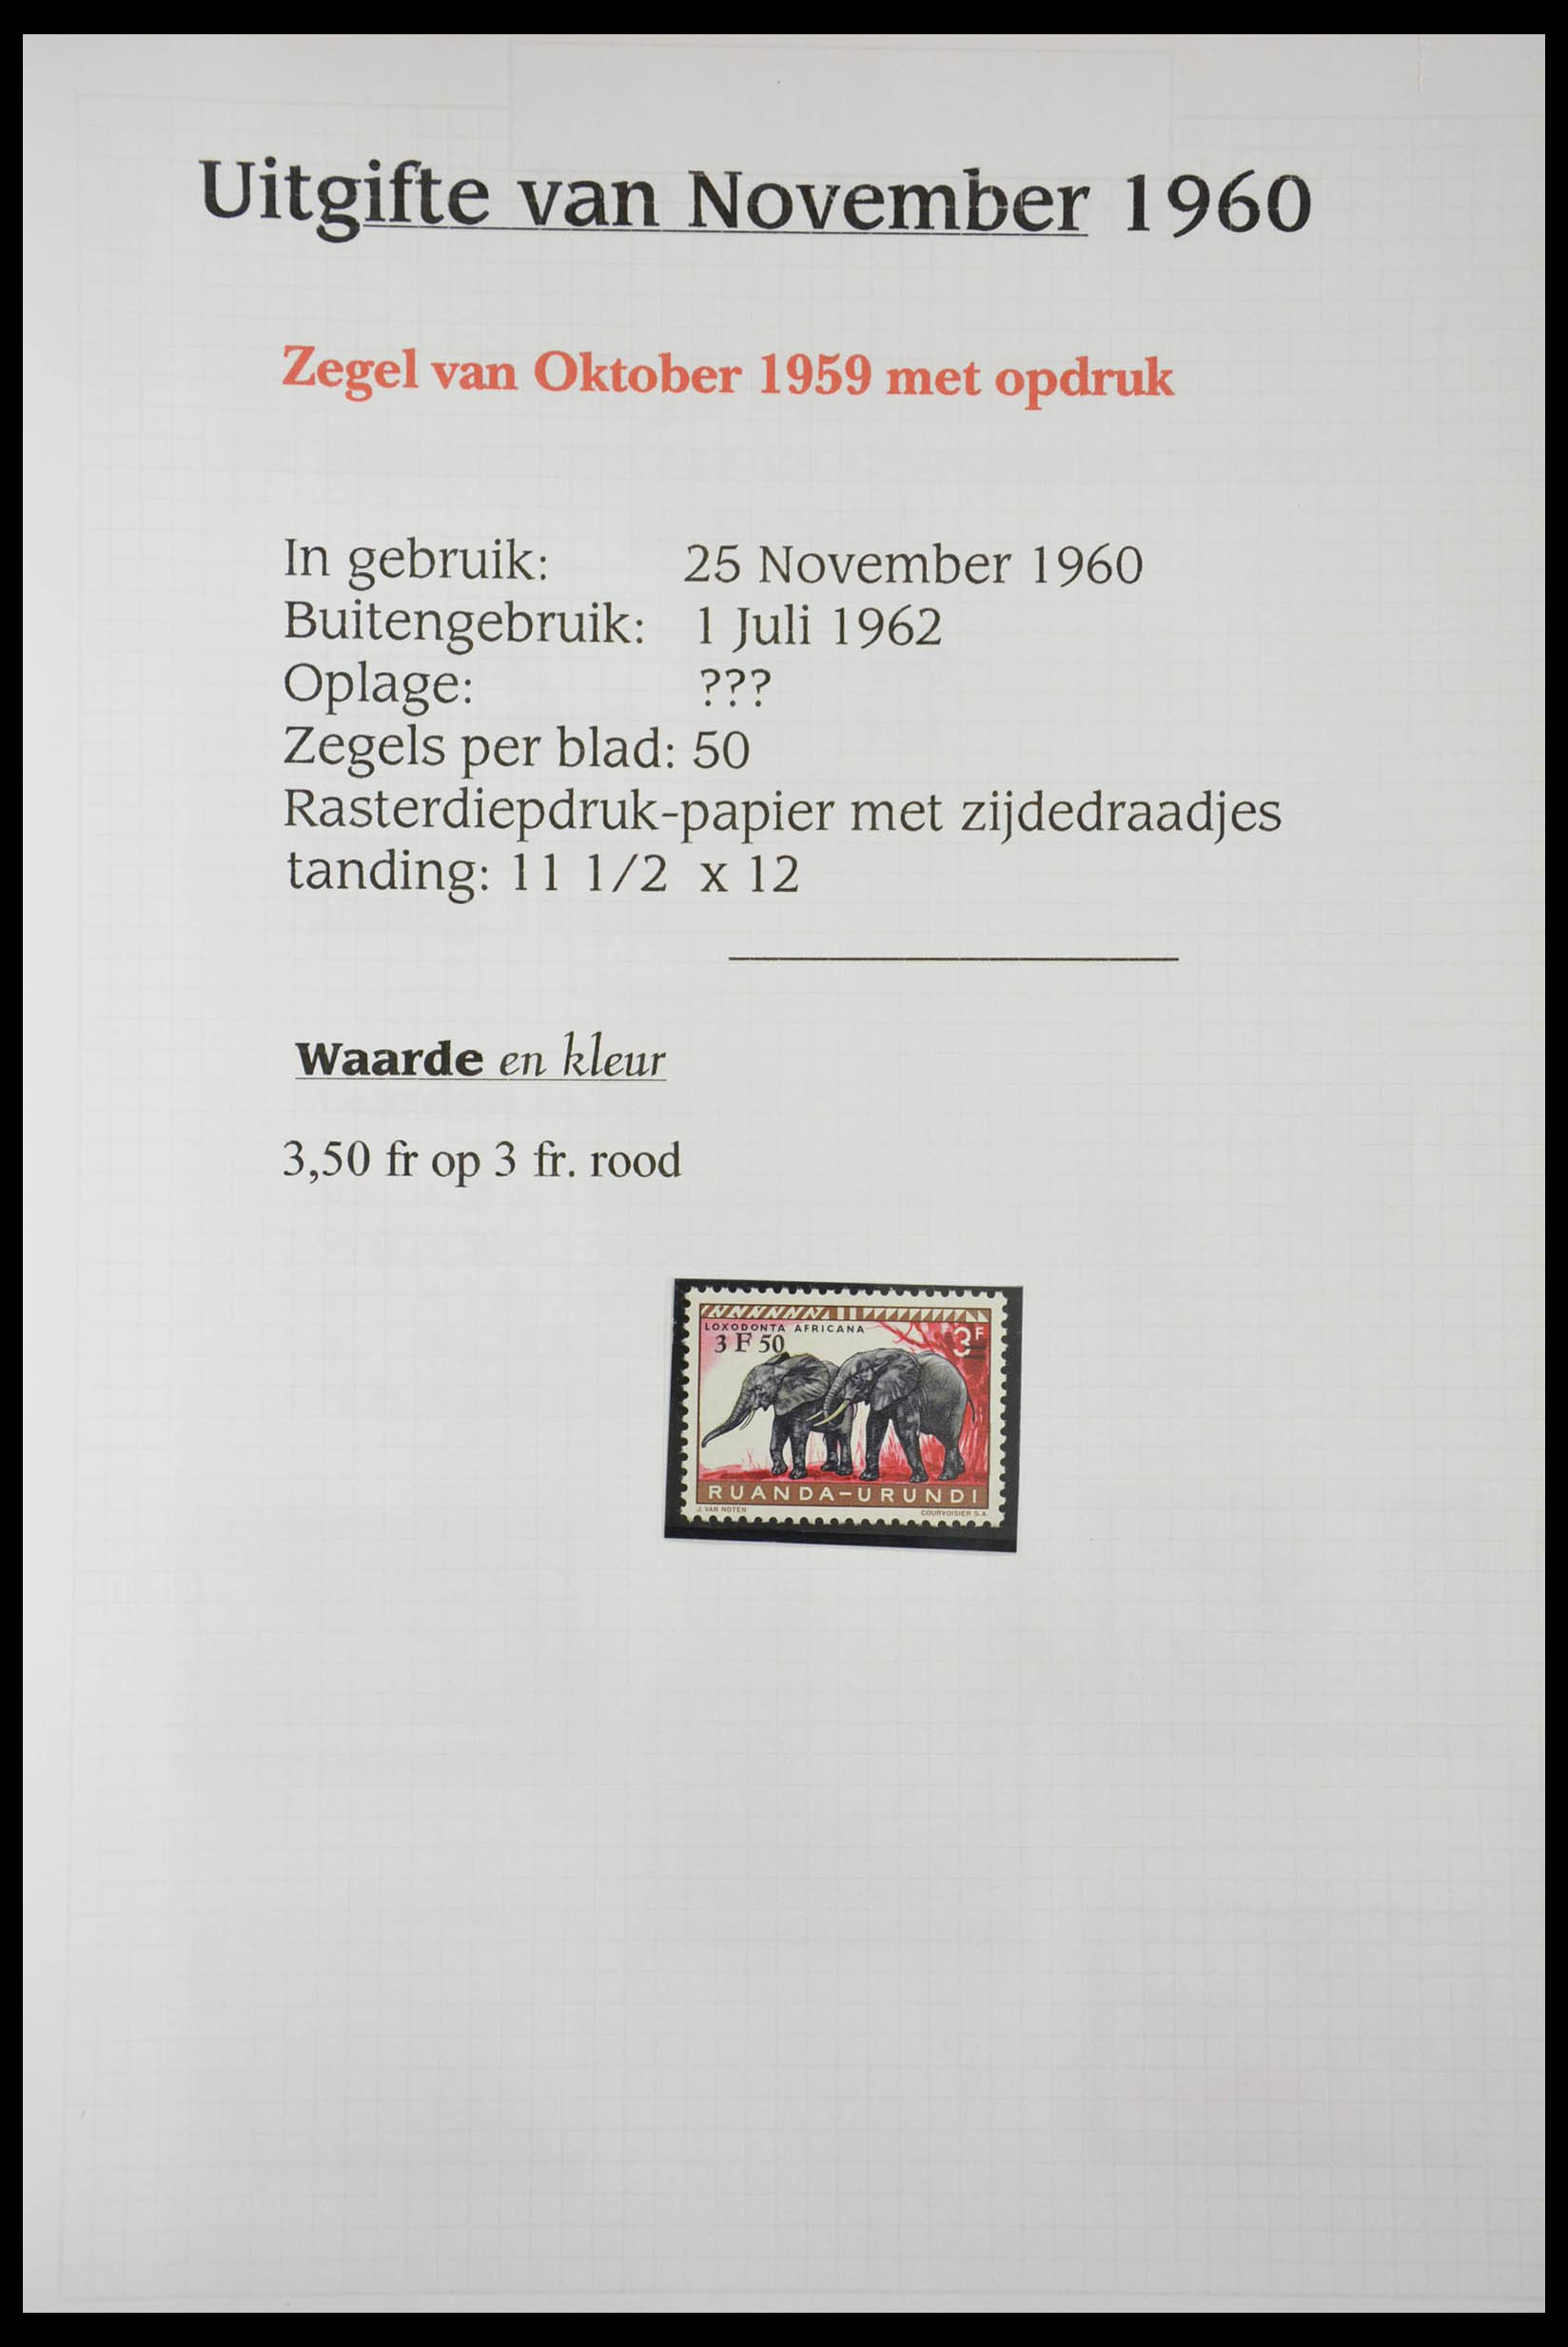 Uitgifte van November 1960
Zegel van Oktober 1959 met opdruk
In gebruik: 25 November 1960
Buitengebruik: 1 Juli 1962
Oplage: ???
Zegels per blad: 50
Rasterdiepdruk-papier met zijdedraadjes
tanding: 11 1/2 x 12
Waarde en kleur
3,50 fr op 3 fr. rood
LOXODONTA AFRICANA
3F
3 F 50
RUANDA-URUNDI
J. VAN NOTEN COURVOISIER S.A.